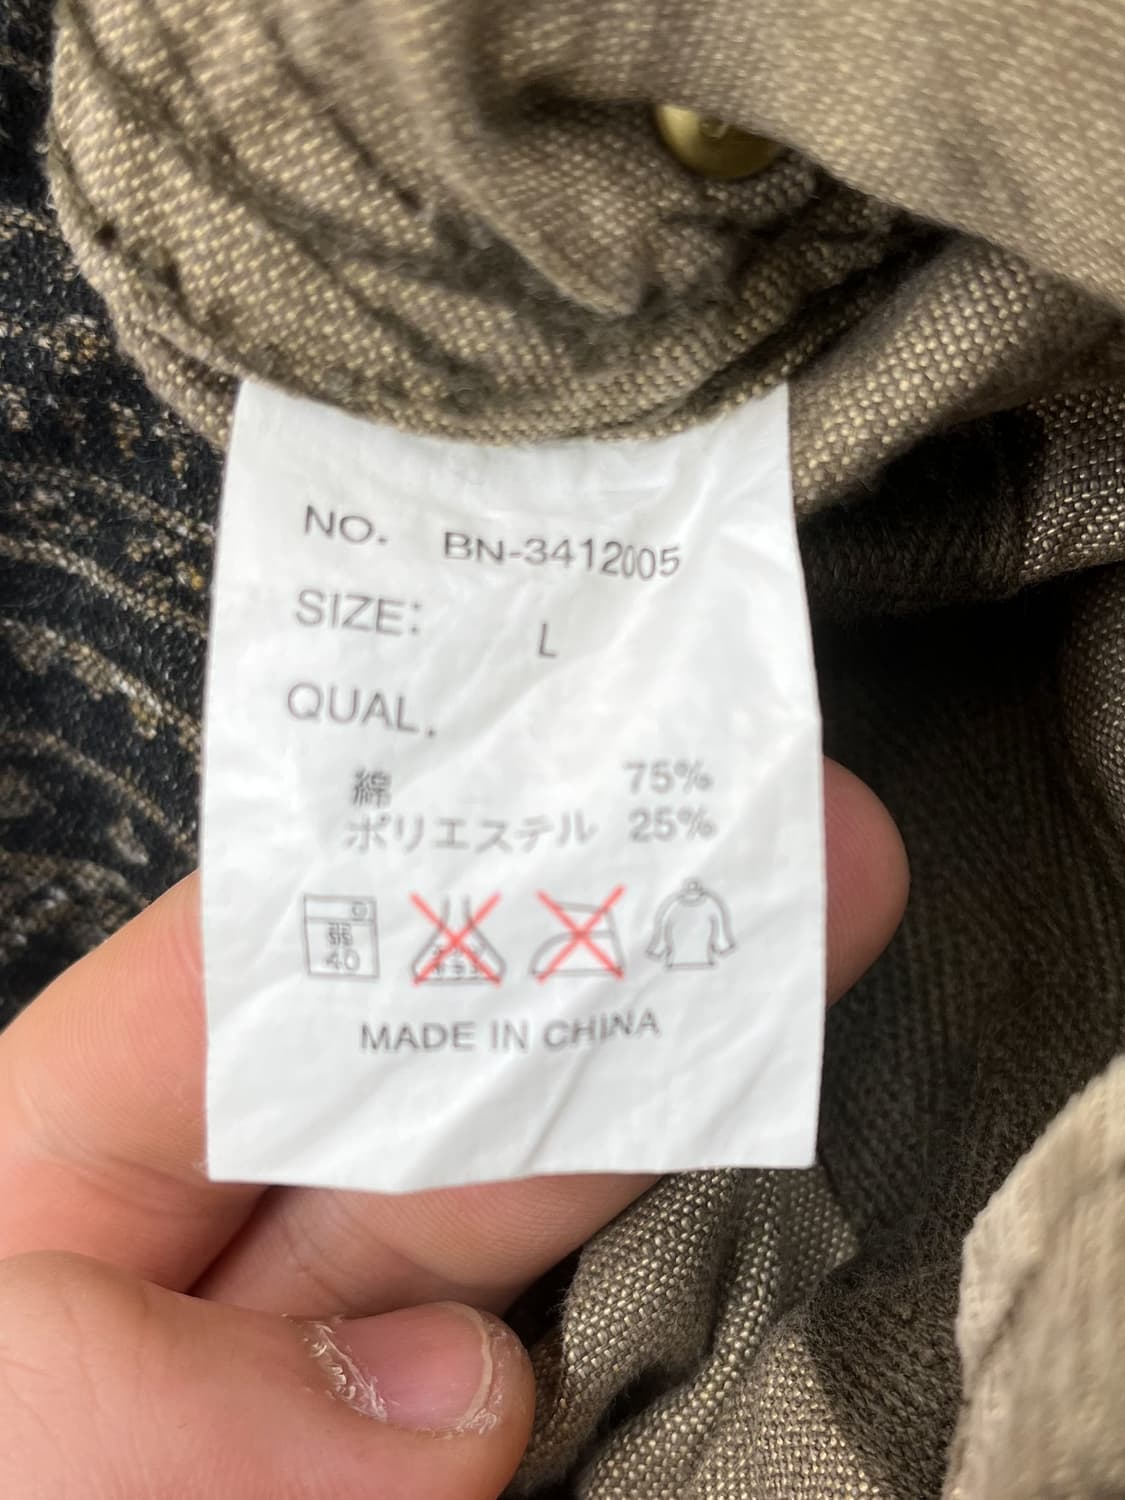 NO. BN-3412005
SIZE: L
QUAL.
綿 75%
ポリエステル 25%
弱
40
MADE IN CHINA